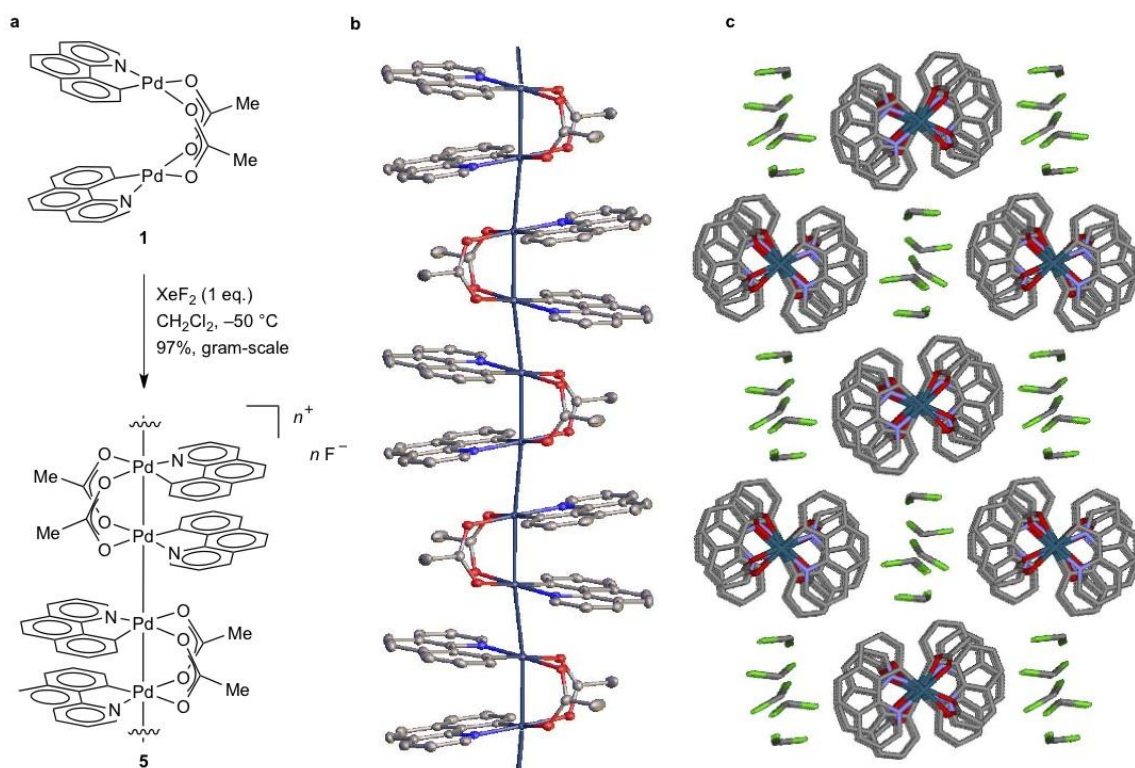 a
b
c
N
Pd
O
O
Me
Pd
O
O
Me
N
1
XeF₂ (1 eq.)
CH₂Cl₂, –50 °C
97%, gram-scale
n⁺
n F⁻
O
Pd
N
Me
O
Me
O
O
Pd
N
N
Pd
O
O
Me
Pd
O
Me
N
O
5